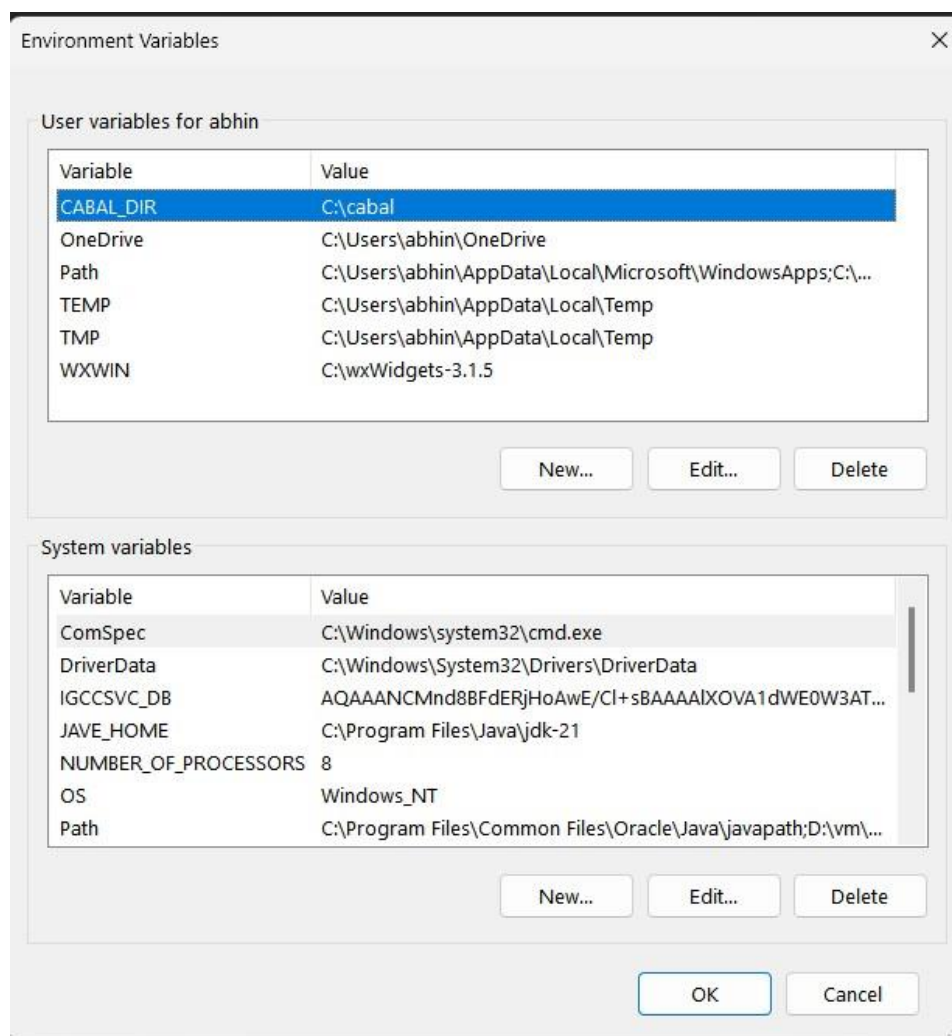 Environment Variables
User variables for abhin
Variable Value
CABAL_DIR C:\cabal
OneDrive C:\Users\abhin\OneDrive
Path C:\Users\abhin\AppData\Local\Microsoft\WindowsApps;C:\...
TEMP C:\Users\abhin\AppData\Local\Temp
TMP C:\Users\abhin\AppData\Local\Temp
WXWIN C:\wxWidgets-3.1.5
New... Edit... Delete
System variables
Variable Value
ComSpec C:\Windows\system32\cmd.exe
DriverData C:\Windows\System32\Drivers\DriverData
IGCCSVC_DB AQAAANCMnd8BFdERjHoAwE/Cl+sBAAAAlXOVA1dWE0W3AT...
JAVE_HOME C:\Program Files\Java\jdk-21
NUMBER_OF_PROCESSORS 8
OS Windows_NT
Path C:\Program Files\Common Files\Oracle\Java\javapath;D:\vm\...
New... Edit... Delete
OK Cancel